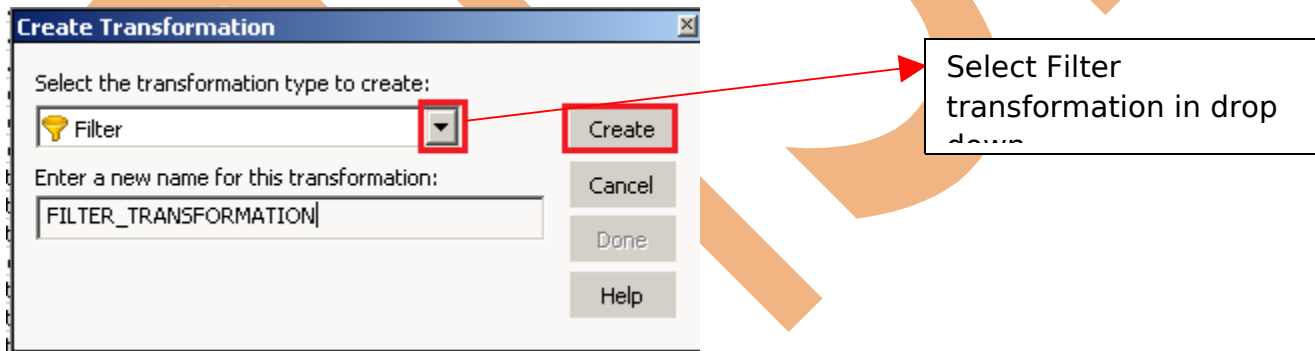 Create Transformation
Select the transformation type to create:
Filter
Create
Enter a new name for this transformation:
Cancel
FILTER_TRANSFORMATION
Done
Help
Select Filter
transformation in drop
down